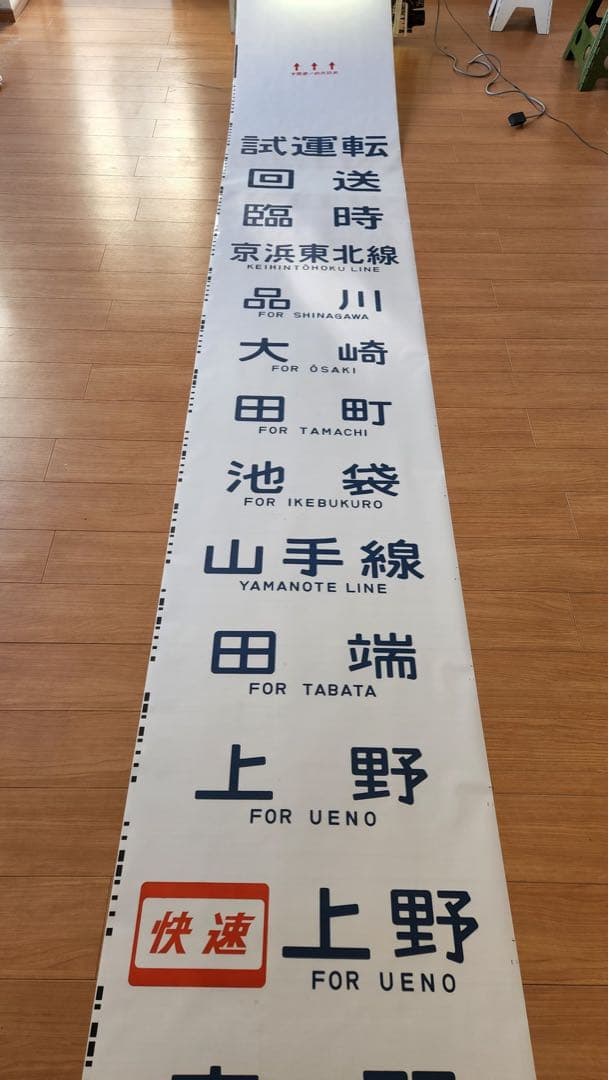 試運転
回送
臨時
京浜東北線
KEIHINTŌHOKU LINE
品川
FOR SHINAGAWA
大崎
FOR ŌSAKI
田町
FOR TAMACHI
池袋
FOR IKEBUKURO
山手線
YAMANOTE LINE
田端
FOR TABATA
上野
FOR UENO
快速 上野
FOR UENO